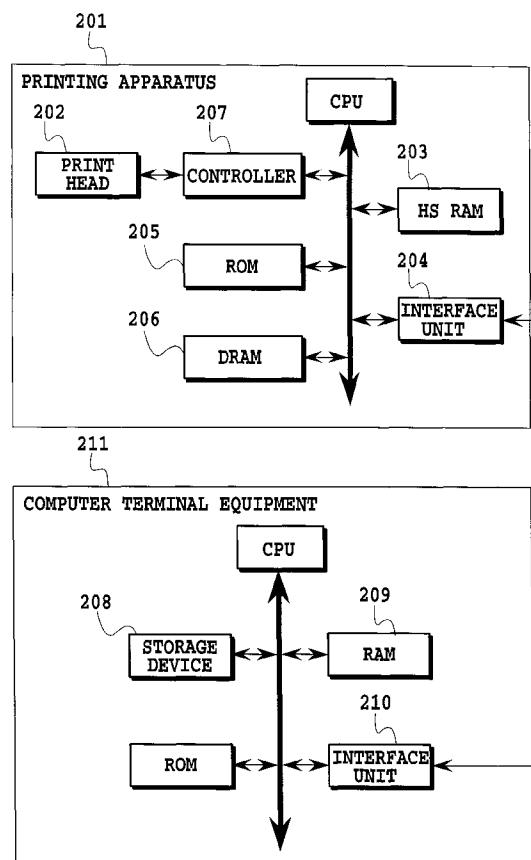 201
PRINTING APPARATUS
CPU
202
207
PRINT
HEAD
CONTROLLER
203
HS RAM
205
ROM
204
INTERFACE
UNIT
206
DRAM
211
COMPUTER TERMINAL EQUIPMENT
CPU
208
STORAGE
DEVICE
209
RAM
210
ROM
INTERFACE
UNIT